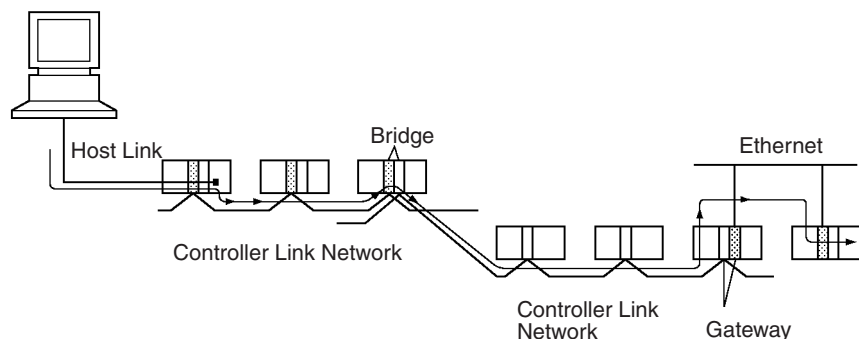 Host Link
Bridge
Ethernet
Controller Link Network
Controller Link
Network
Gateway